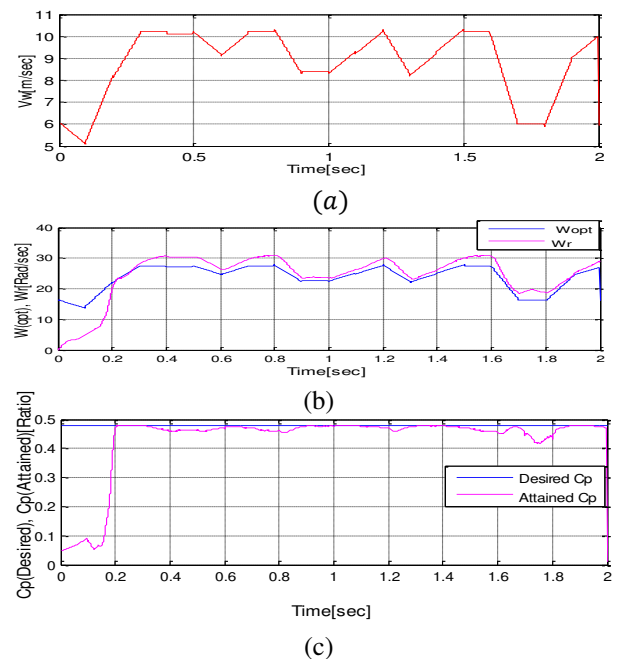 11
10
9
8
7
6
5
Vw[m/sec]
0 0.5 1 1.5 2
Time[sec]
(a)
40
30
20
10
0
W(opt), Wr[Rad/sec]
Wopt
Wr
0 0.2 0.4 0.6 0.8 1 1.2 1.4 1.6 1.8 2
Time[sec]
(b)
0.5
0.4
0.3
0.2
0.1
0
Cp(Desired), Cp(Attained)[Ratio]
Desired Cp
Attained Cp
0 0.2 0.4 0.6 0.8 1 1.2 1.4 1.6 1.8 2
Time[sec]
(c)